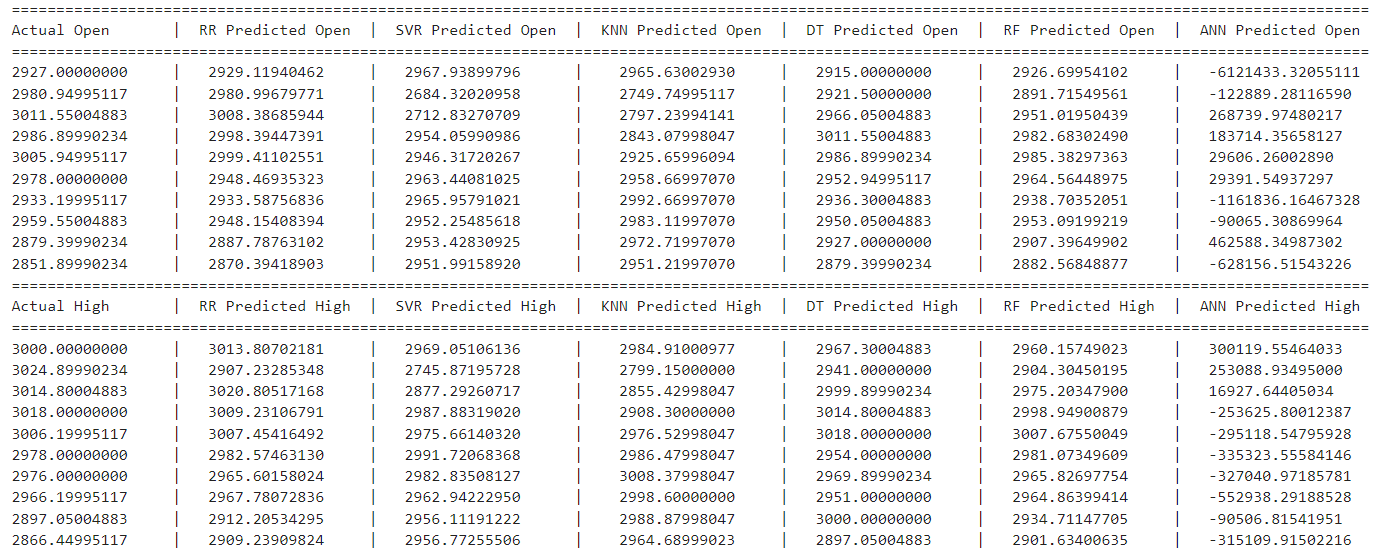 ==========================================================================================================================================================
Actual Open | RR Predicted Open | SVR Predicted Open | KNN Predicted Open | DT Predicted Open | RF Predicted Open | ANN Predicted Open
==========================================================================================================================================================
2927.00000000 | 2929.11940462 | 2967.93899796 | 2965.63002930 | 2915.00000000 | 2926.69954102 | -6121433.32055111
2980.94995117 | 2980.99679771 | 2684.32020958 | 2749.74995117 | 2921.50000000 | 2891.71549561 | -122889.28116590
3011.55004883 | 3008.38685944 | 2712.83270709 | 2797.23994141 | 2966.05004883 | 2951.01950439 | 268739.97480217
2986.89990234 | 2998.39447391 | 2954.05990986 | 2843.07998047 | 3011.55004883 | 2982.68302490 | 183714.35658127
3005.94995117 | 2999.41102551 | 2946.31720267 | 2925.65996094 | 2986.89990234 | 2985.38297363 | 29606.26002890
2978.00000000 | 2948.46935323 | 2963.44081025 | 2958.66997070 | 2952.94995117 | 2964.56448975 | 29391.54937297
2933.19995117 | 2933.58756836 | 2965.95791021 | 2992.66997070 | 2936.30004883 | 2938.70352051 | -1161836.16467328
2959.55004883 | 2948.15408394 | 2952.25485618 | 2983.11997070 | 2950.05004883 | 2953.09199219 | -90065.30869964
2879.39990234 | 2887.78763102 | 2953.42830925 | 2972.71997070 | 2927.00000000 | 2907.39649902 | 462588.34987302
2851.89990234 | 2870.39418903 | 2951.99158920 | 2951.21997070 | 2879.39990234 | 2882.56848877 | -628156.51543226
==========================================================================================================================================================
Actual High | RR Predicted High | SVR Predicted High | KNN Predicted High | DT Predicted High | RF Predicted High | ANN Predicted High
==========================================================================================================================================================
3000.00000000 | 3013.80702181 | 2969.05106136 | 2984.91000977 | 2967.30004883 | 2960.15749023 | 300119.55464033
3024.89990234 | 2907.23285348 | 2745.87195728 | 2799.15000000 | 2941.00000000 | 2904.30450195 | 253088.93495000
3014.80004883 | 3020.80517168 | 2877.29260717 | 2855.42998047 | 2999.89990234 | 2975.20347900 | 16927.64405034
3018.00000000 | 3009.23106791 | 2987.88319020 | 2908.30000000 | 3014.80004883 | 2998.94900879 | -253625.80012387
3006.19995117 | 3007.45416492 | 2975.66140320 | 2976.52998047 | 3018.00000000 | 3007.67550049 | -295118.54795928
2978.00000000 | 2982.57463130 | 2991.72068368 | 2986.47998047 | 2954.00000000 | 2981.07349609 | -335323.55584146
2976.00000000 | 2965.60158024 | 2982.83508127 | 3008.37998047 | 2969.89990234 | 2965.82697754 | -327040.97185781
2966.19995117 | 2967.78072836 | 2962.94222950 | 2998.60000000 | 2951.00000000 | 2964.86399414 | -552938.29188528
2897.05004883 | 2912.20534295 | 2956.11191222 | 2988.87998047 | 3000.00000000 | 2934.71147705 | -90506.81541951
2866.44995117 | 2909.23909824 | 2956.77255506 | 2964.68999023 | 2897.05004883 | 2901.63400635 | -315109.91502216